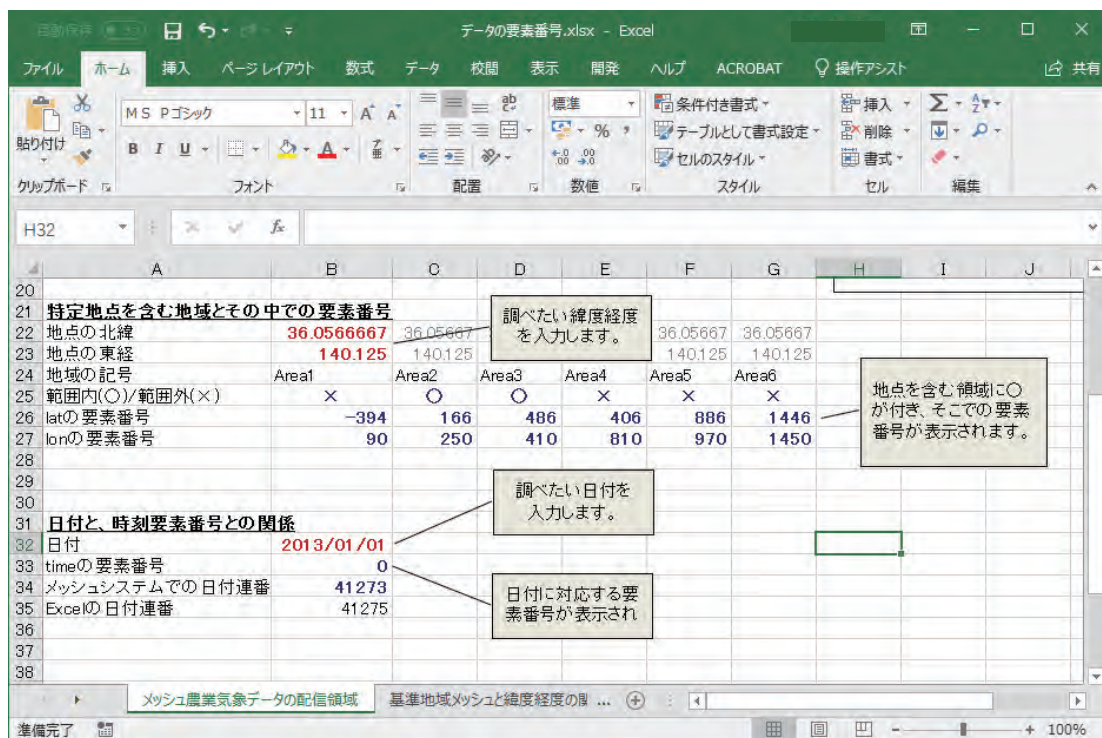 自動保存
データの要素番号.xlsx - Excel
ファイル ホーム 挿入 ページレイアウト 数式 データ 校閲 表示 開発 ヘルプ ACROBAT 操作アシスト 共有
MS Pゴシック 11 A A ab 標準 条件付き書式 挿入 Σ
貼り付け B I U A 亜 % , テーブルとして書式設定 削除
セルのスタイル 書式
クリップボード フォント 配置 数値 スタイル セル 編集
H32 fx
A B C D E F G H I J
20
21 特定地点を含む地域とその中での要素番号
22 地点の北緯 36.0566667 36.05667 36.05667 36.05667
23 地点の東経 140.125 140.125 140.125 140.125
調べたい緯度経度
を入力します。
24 地域の記号 Area1 Area2 Area3 Area4 Area5 Area6
25 範囲内(○)/範囲外(×) × ○ ○ × × ×
26 latの要素番号 -394 166 486 406 886 1446
27 lonの要素番号 90 250 410 810 970 1450
地点を含む領域に○
が付き、そこでの要素
番号が表示されます。
28
29
30
調べたい日付を
入力します。
31 日付と、時刻要素番号との関係
32 日付 2013/01/01
33 timeの要素番号 0
34 メッシュシステムでの日付連番 41273
35 Excelの日付連番 41275
日付に対応する要
素番号が表示され
36
37
38
メッシュ農業気象データの配信領域 基準地域メッシュと緯度経度の ...
準備完了 100%